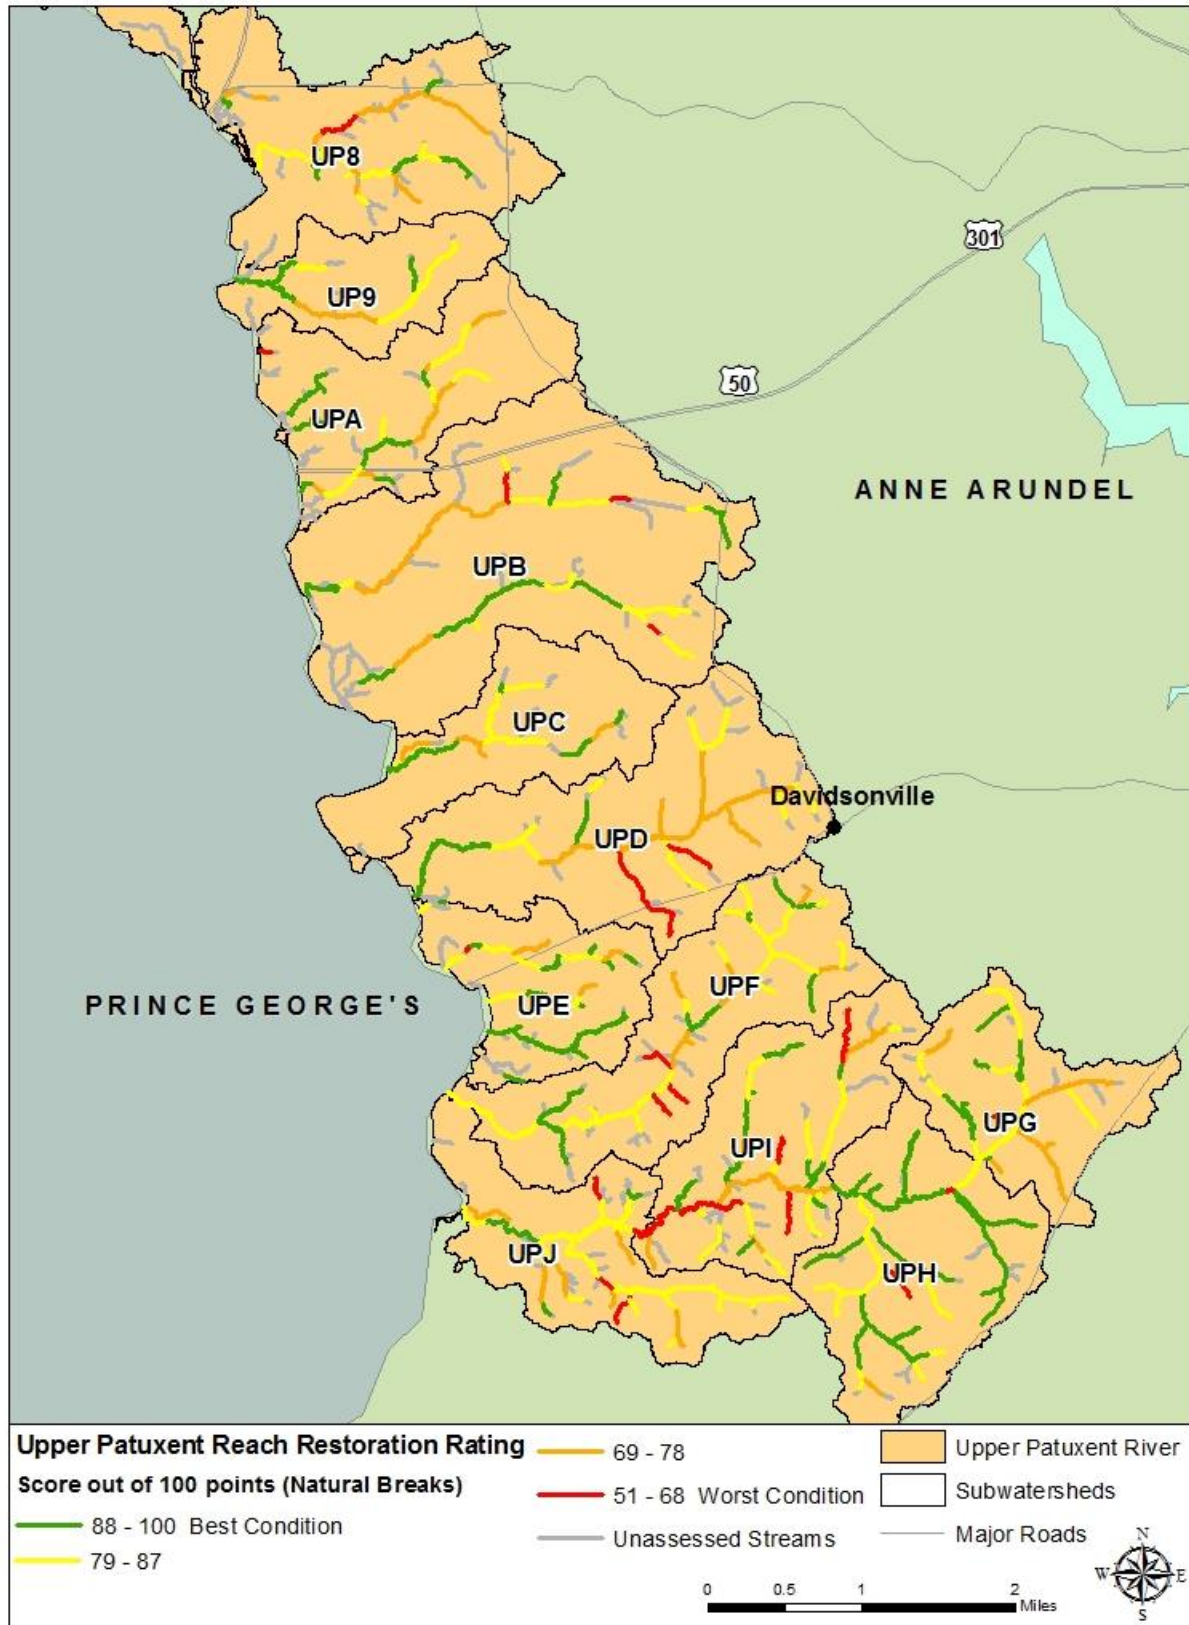 UP8
301
UP9
50
UPA
ANNE ARUNDEL
UPB
UPC
Davidsonville
UPD
UPF
PRINCE GEORGE'S
UPE
UPG
UPI
UPJ
UPH
Upper Patuxent Reach Restoration Rating
Score out of 100 points (Natural Breaks)
88 - 100 Best Condition
79 - 87
69 - 78
51 - 68 Worst Condition
Unassessed Streams
Upper Patuxent River
Subwatersheds
Major Roads
N
W
E
S
0 0.5 1 2
Miles